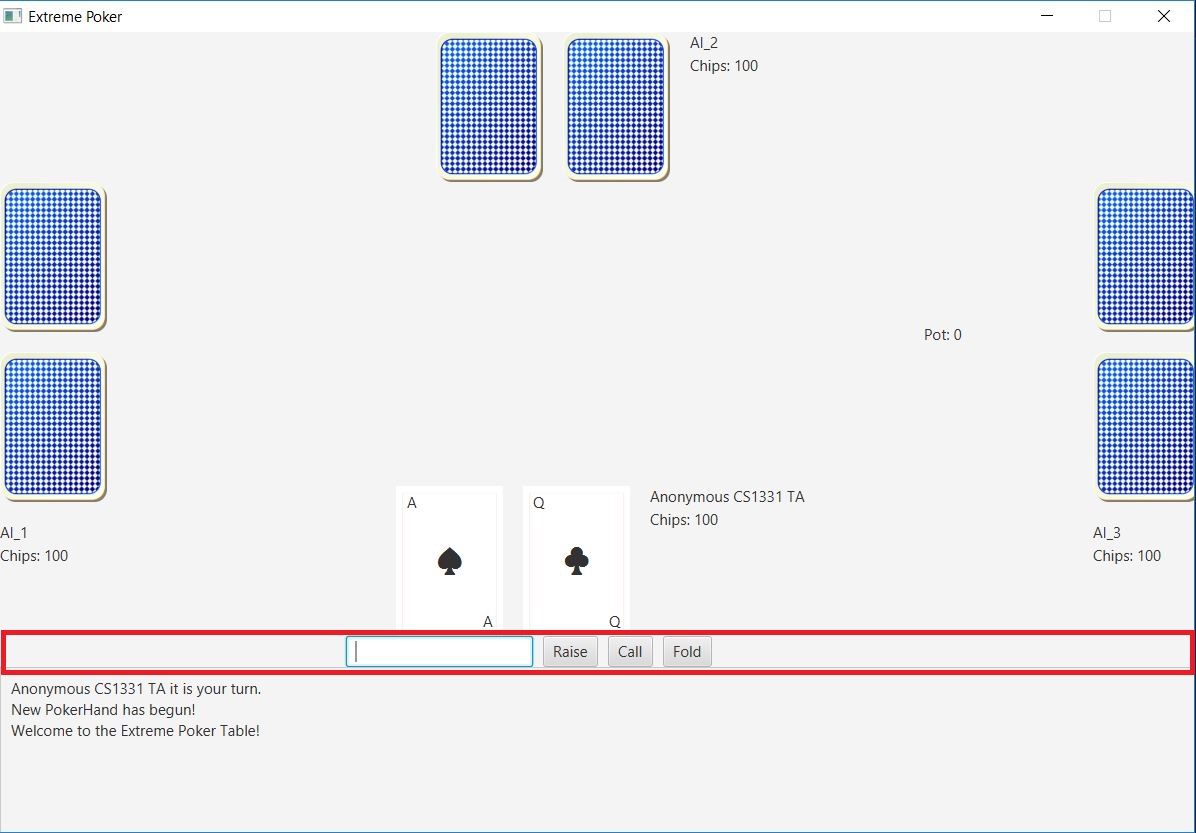 Extreme Poker
AI_2
Chips: 100
Pot: 0
AI_1
Chips: 100
A
A
Q
Q
Anonymous CS1331 TA
Chips: 100
AI_3
Chips: 100
Raise
Call
Fold
Anonymous CS1331 TA it is your turn.
New PokerHand has begun!
Welcome to the Extreme Poker Table!